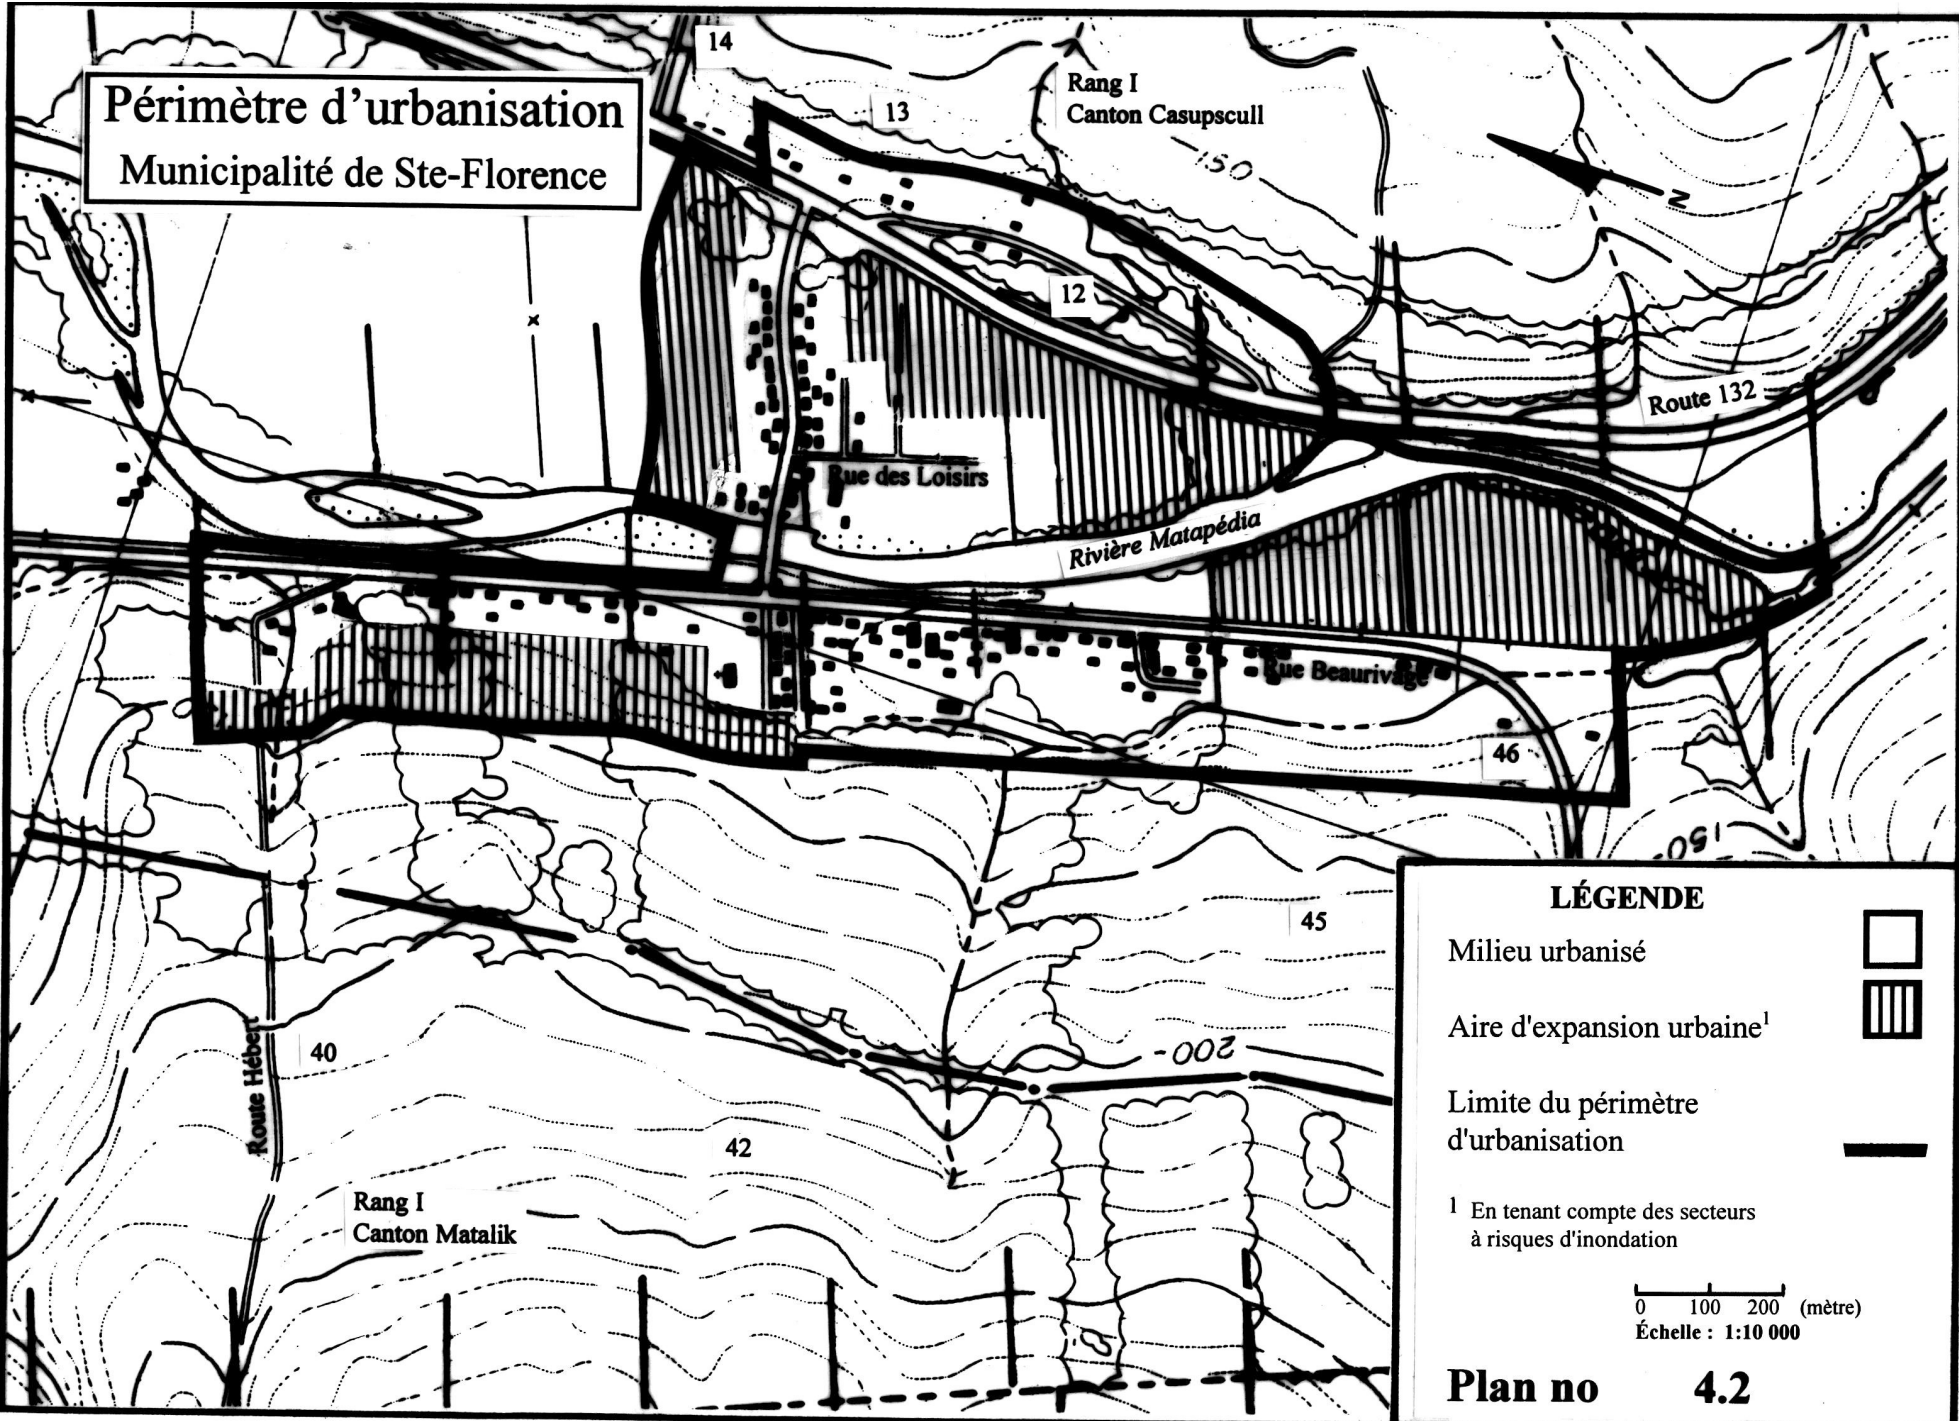 14
Périmètre d'urbanisation
Municipalité de Ste-Florence
13
Rang I
Canton Casupscull
150
N
12
Route 132
Rue des Loisirs
Rivière Matapédia
Rue Beaurivage
46
150
45
200
40
Route Hébert
42
Rang I
Canton Matalik
LÉGENDE
Milieu urbanisé
Aire d'expansion urbaine¹
Limite du périmètre
d'urbanisation
¹ En tenant compte des secteurs
à risques d'inondation
0 100 200 (mètre)
Échelle : 1:10 000
Plan no 4.2